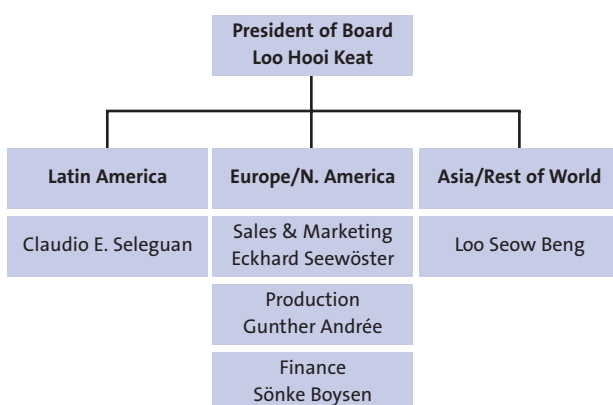 President of Board
Loo Hooi Keat
Latin America
Europe/N. America
Asia/Rest of World
Claudio E. Seleguan
Sales & Marketing
Eckhard Seewöster
Loo Seow Beng
Production
Gunther Andrée
Finance
Sönke Boysen